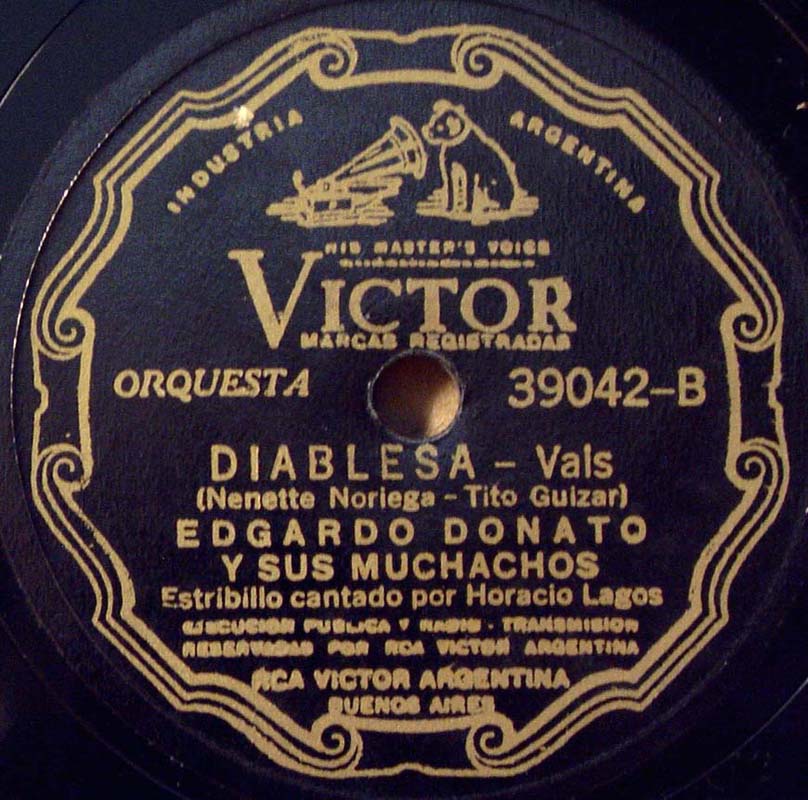 INDUSTRIA ARGENTINA
HIS MASTER'S VOICE
VICTOR
MARCAS REGISTRADAS
ORQUESTA 39042-B
DIABLESA - Vals
(Nenette Noriega - Tito Guizar)
EDGARDO DONATO
Y SUS MUCHACHOS
Estribillo cantado por Horacio Lagos
EJECUCION PUBLICA Y RADIO - TRANSMISION
RESERVADAS POR RCA VICTOR ARGENTINA
RCA VICTOR ARGENTINA
BUENOS AIRES